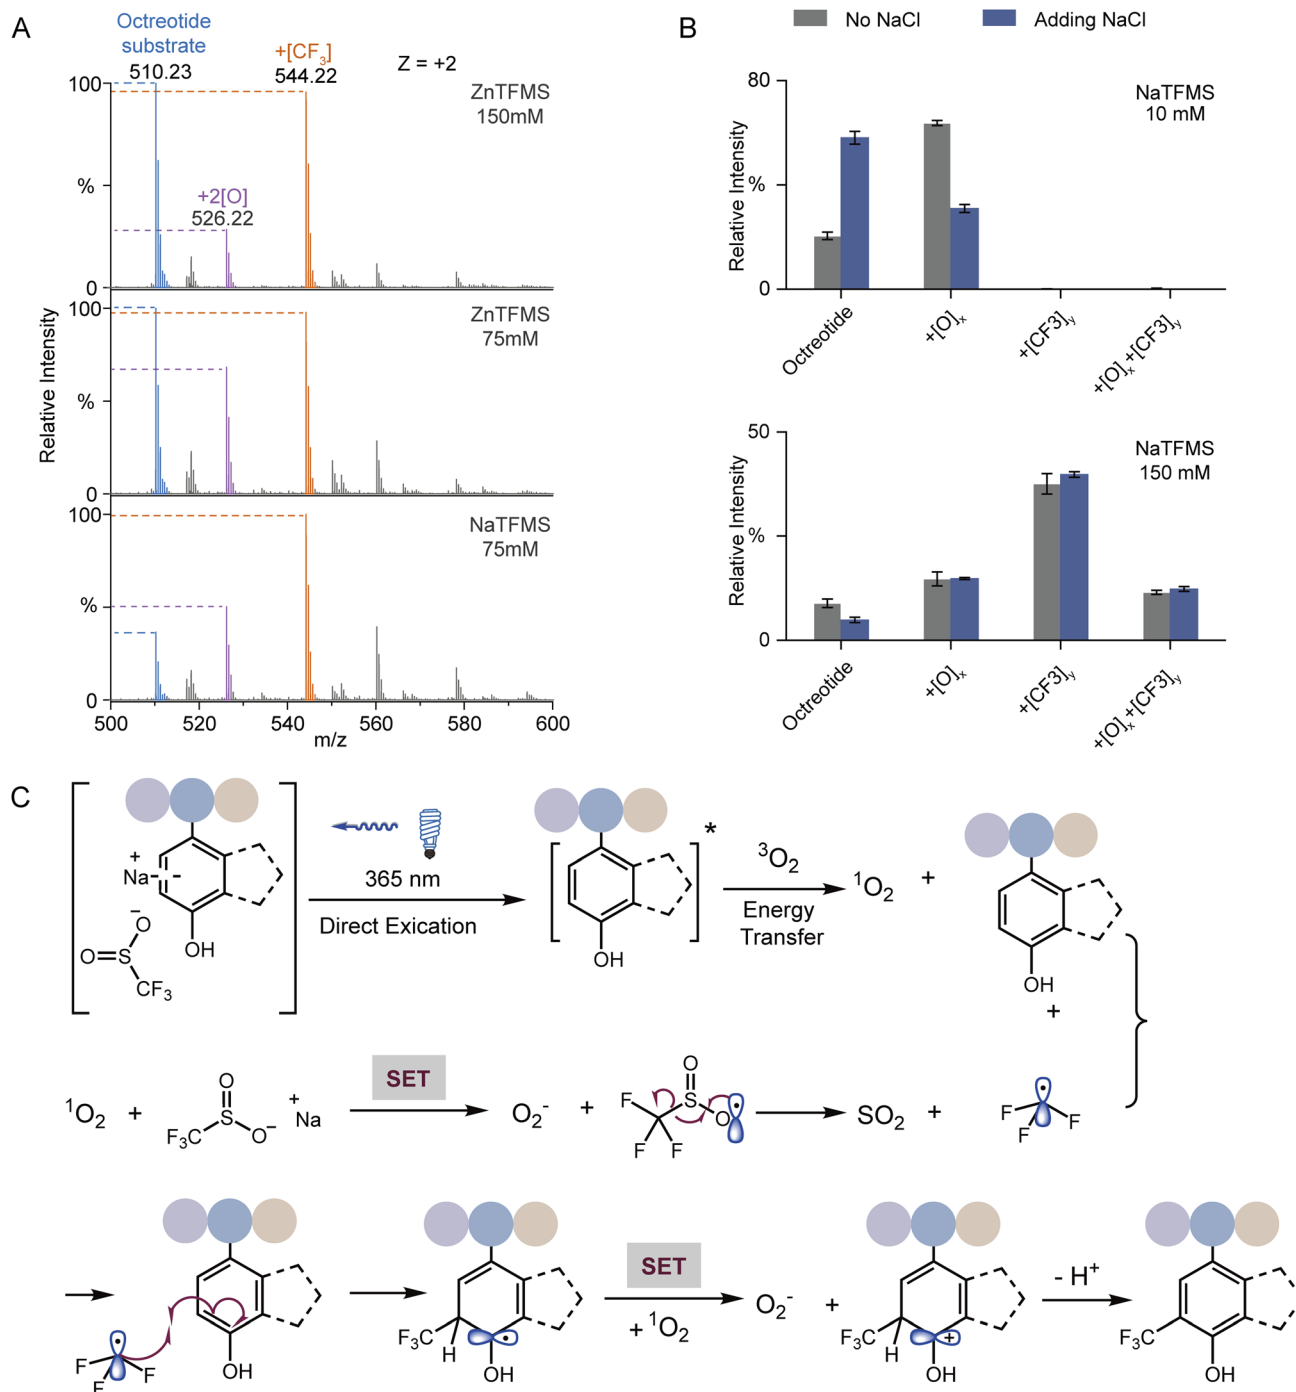 A
Octreotide
substrate
510.23
+[CF3]
544.22
Z = +2
ZnTFMS
150mM
100
%
+2[O]
526.22
0
ZnTFMS
75mM
100
%
0
NaTFMS
75mM
100
%
0
Relative Intensity
500
520
540
560
580
600
m/z
B
No NaCl
Adding NaCl
NaTFMS
10 mM
80
%
0
Relative Intensity
Octreotide
+[O]x
+[CF3]y
+[O]x+[CF3]y
NaTFMS
150 mM
50
%
0
Relative Intensity
Octreotide
+[O]x
+[CF3]y
+[O]x+[CF3]y
C
+
Na
-
O−
O=S
CF3
OH
365 nm
Direct Exication
*
OH
3O2
Energy
Transfer
1O2
+
OH
+
1O2
+
O
S
F3C
O−
+
Na
SET
O2-
+
O
F
S
O
F
F
SO2
+
F
F
F
F
F
F
OH
F3C
H
OH
SET
+ 1O2
O2-
+
F3C
H
+
OH
- H+
F3C
OH